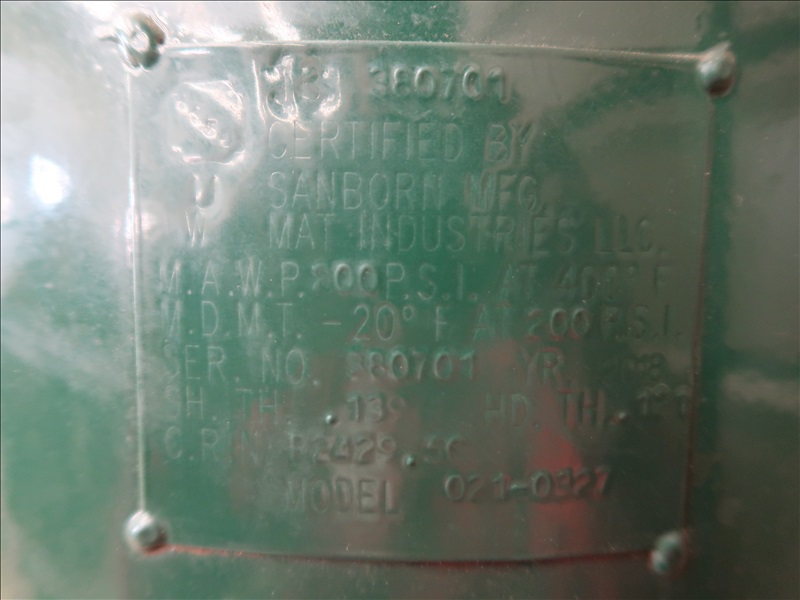 380701
CERTIFIED BY
U SANBORN MFG.
W MAT INDUSTRIES LLC.
M.A.W.P. 200 P.S.I. AT F
M.D.M.T. -20° F AT 200 P.S.I.
SER. NO. 380701 YR.
SH. TH. .139 HD. TH.
C.R.N.
MODEL 021-0327